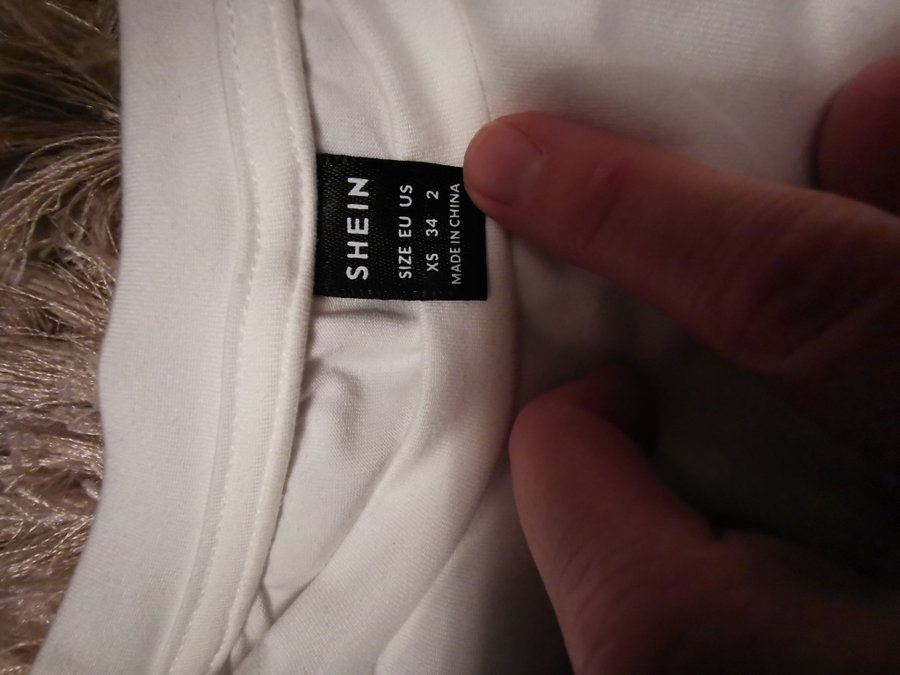 SHEIN
SIZE EU US
XS 34 2
MADE IN CHINA